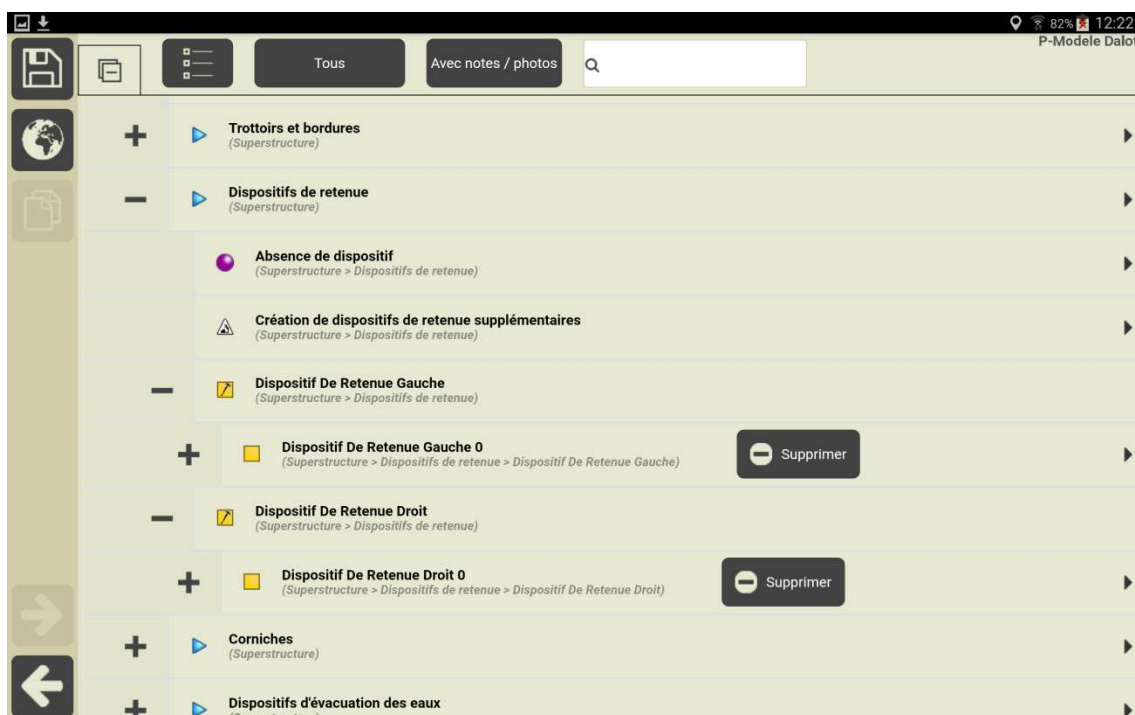 82% 12:22
P-Modele Dalot
Tous
Avec notes / photos
Trottoirs et bordures
(Superstructure)
Dispositifs de retenue
(Superstructure)
Absence de dispositif
(Superstructure > Dispositifs de retenue)
Création de dispositifs de retenue supplémentaires
(Superstructure > Dispositifs de retenue)
Dispositif De Retenue Gauche
(Superstructure > Dispositifs de retenue)
Dispositif De Retenue Gauche 0
(Superstructure > Dispositifs de retenue > Dispositif De Retenue Gauche)
Supprimer
Dispositif De Retenue Droit
(Superstructure > Dispositifs de retenue)
Dispositif De Retenue Droit 0
(Superstructure > Dispositifs de retenue > Dispositif De Retenue Droit)
Supprimer
Corniches
(Superstructure)
Dispositifs d'évacuation des eaux